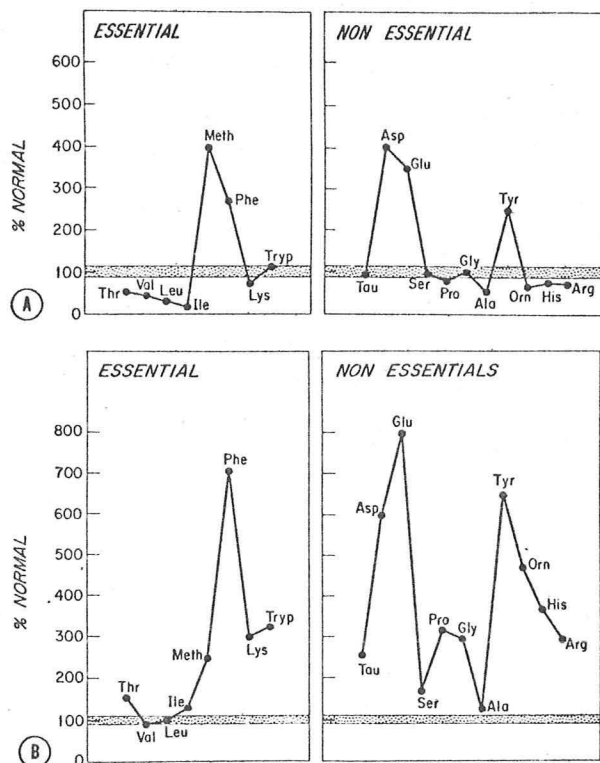 ESSENTIAL
NON ESSENTIAL
% NORMAL
600
500
400
300
200
100
0
Meth
Phe
Tryp
Lys
Thr
Val
Leu
Ile
Asp
Glu
Tyr
Gly
Tau
Ser
Pro
Ala
Orn
His
Arg
A
ESSENTIAL
NON ESSENTIALS
% NORMAL
800
700
600
500
400
300
200
100
0
Phe
Tryp
Lys
Meth
Thr
Ile
Val
Leu
Glu
Asp
Tyr
Orn
His
Arg
Pro
Gly
Tau
Ser
Ala
B